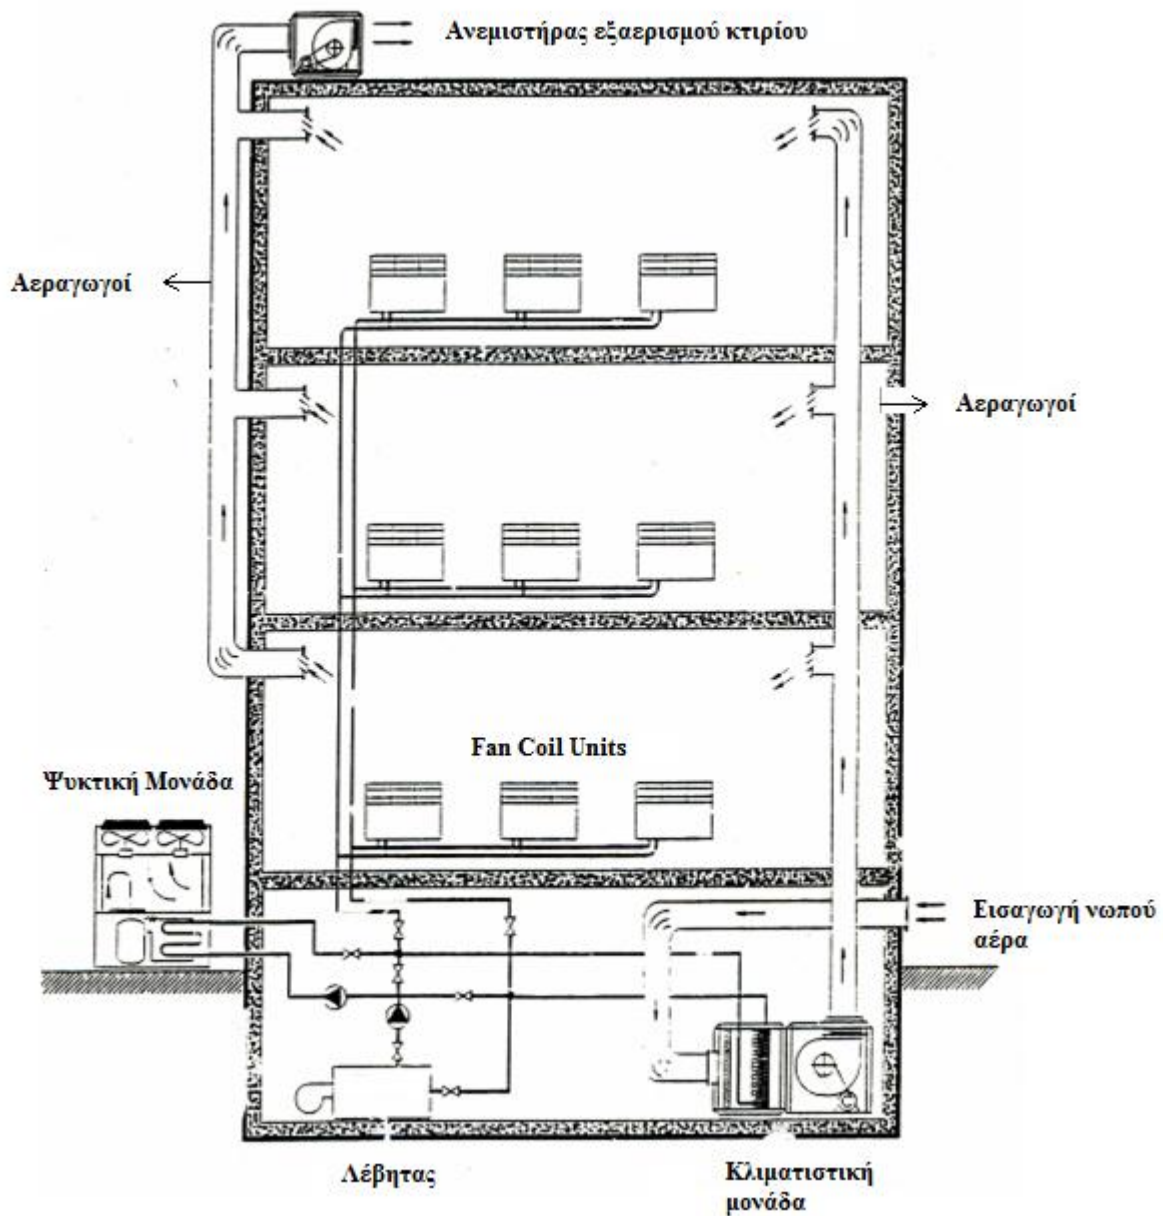 Ανεμιστήρας εξαερισμού κτιρίου
Αεραγωγοί
Αεραγωγοί
Fan Coil Units
Ψυκτική Μονάδα
Εισαγωγή νωπού
αέρα
Λέβητας
Κλιματιστική
μονάδα